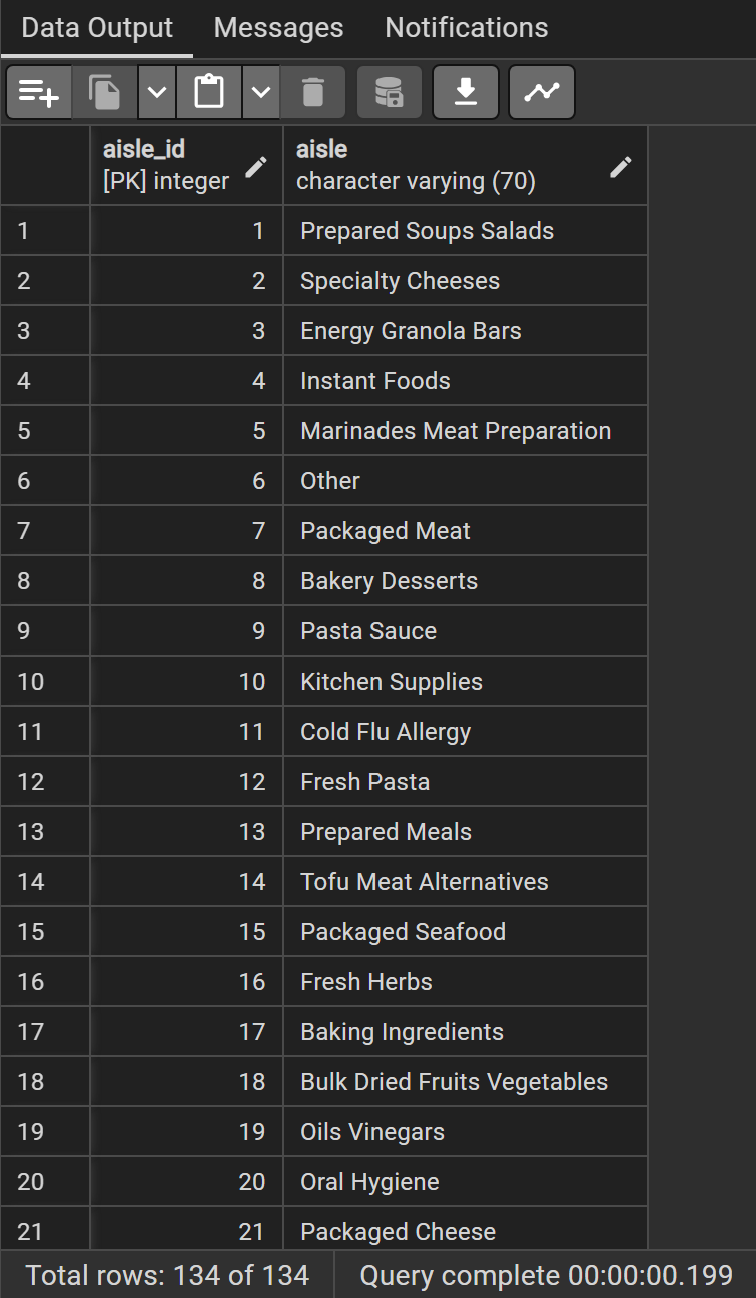 Data Output Messages Notifications
aisle_id aisle
[PK] integer character varying (70)
1 1 Prepared Soups Salads
2 2 Specialty Cheeses
3 3 Energy Granola Bars
4 4 Instant Foods
5 5 Marinades Meat Preparation
6 6 Other
7 7 Packaged Meat
8 8 Bakery Desserts
9 9 Pasta Sauce
10 10 Kitchen Supplies
11 11 Cold Flu Allergy
12 12 Fresh Pasta
13 13 Prepared Meals
14 14 Tofu Meat Alternatives
15 15 Packaged Seafood
16 16 Fresh Herbs
17 17 Baking Ingredients
18 18 Bulk Dried Fruits Vegetables
19 19 Oils Vinegars
20 20 Oral Hygiene
21 21 Packaged Cheese
Total rows: 134 of 134 Query complete 00:00:00.199